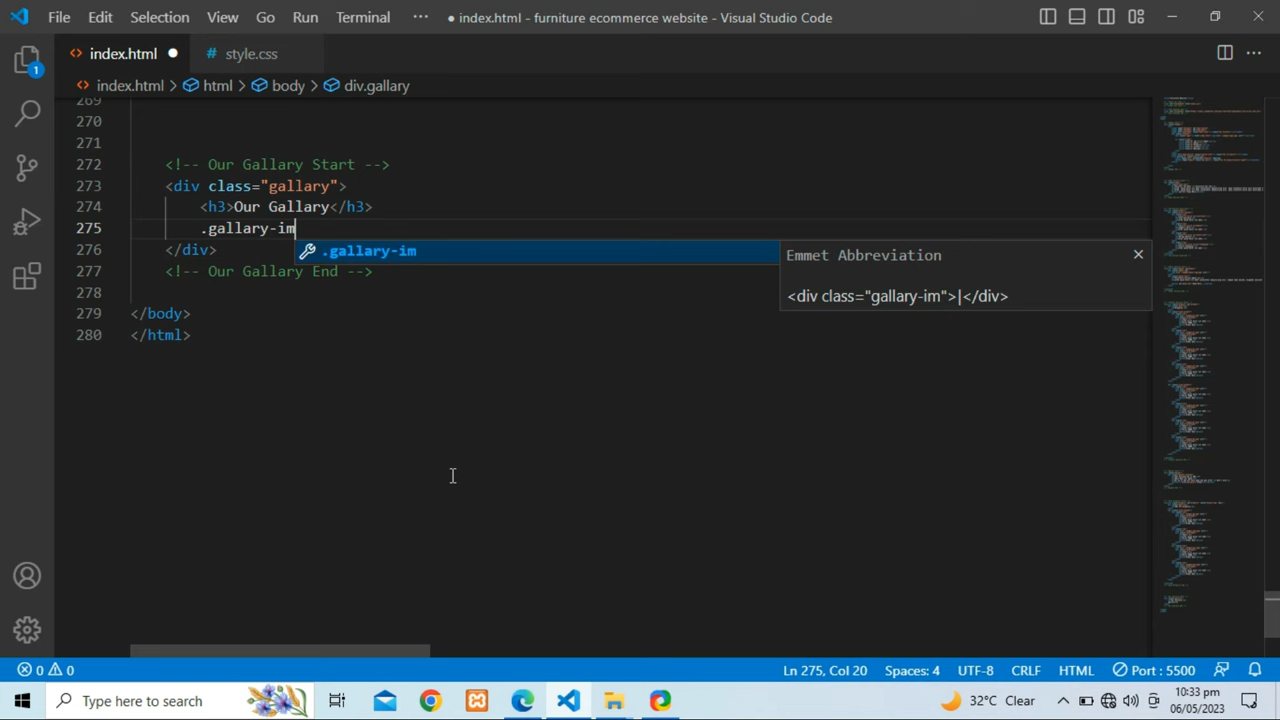 File Edit Selection View Go Run Terminal ··· ● index.html - furniture ecommerce website - Visual Studio Code
<> index.html ● # style.css
<> index.html > html > body > div.gallary
269
270
271
272 <!-- Our Gallary Start -->
273 <div class="gallary">
274 <h3>Our Gallary</h3>
275 .gallary-im
276 </div>
.gallary-im
Emmet Abbreviation
<div class="gallary-im">|</div>
277 <!-- Our Gallary End -->
278
279 </body>
280 </html>
1
0 0 Ln 275, Col 20 Spaces: 4 UTF-8 CRLF HTML Port : 5500
Type here to search
32°C Clear
10:33 pm
06/05/2023